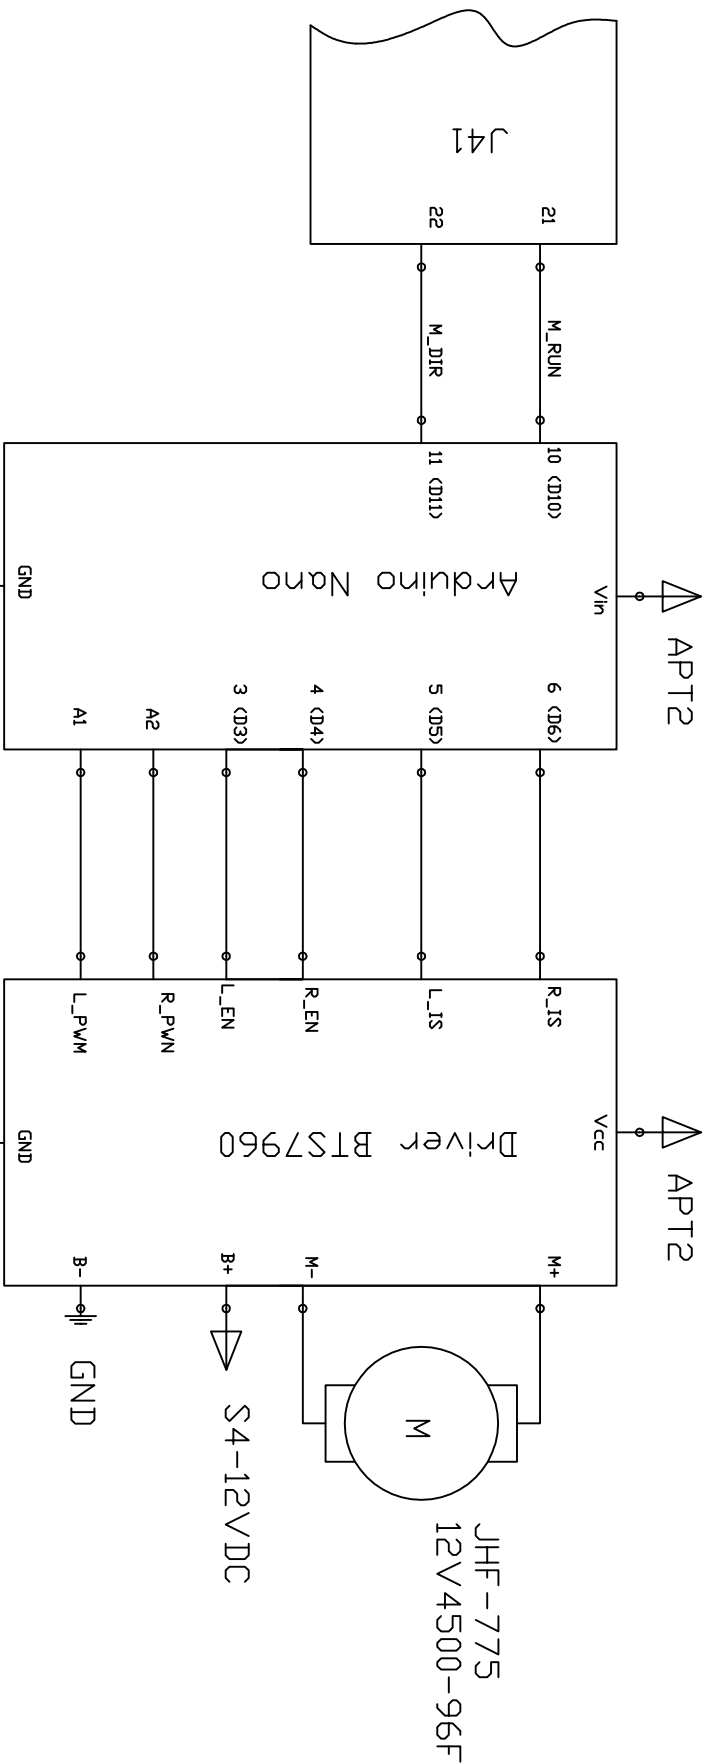 J41
21
22
M_RUN
M_DIR
APT2
Vin
10 (D10)
11 (D11)
Arduino Nano
6 (D6)
5 (D5)
4 (D4)
3 (D3)
A2
A1
GND
APT2
Vcc
R_IS
L_IS
R_EN
L_EN
R_PWN
L_PWM
Driver BTS7960
M+
M-
B+
B-
GND
M
JHF-775
12V4500-96F
S4-12VDC
GND